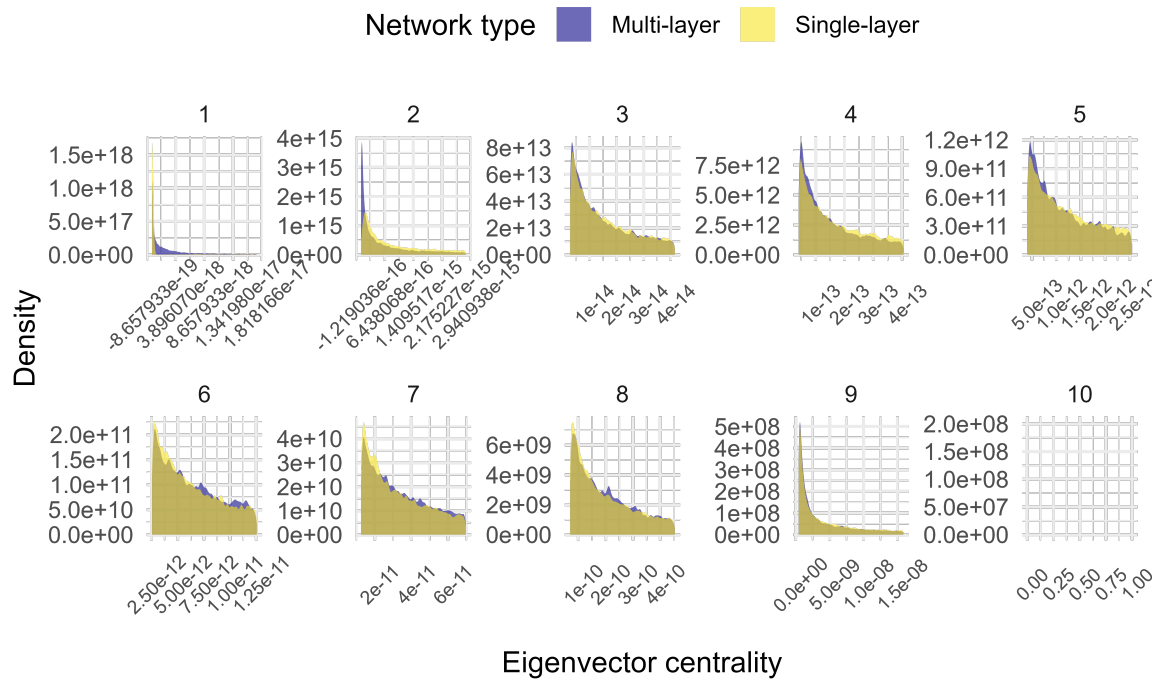 Network type Multi-layer Single-layer
Density
1
1.5e+18
1.0e+18
5.0e+17
0.0e+00
-8.657933e-19
3.896070e-18
8.657933e-18
1.341980e-17
1.818166e-17
2
4e+15
3e+15
2e+15
1e+15
0e+00
-1.219036e-16
6.438068e-16
1.409517e-15
2.175227e-15
2.940938e-15
3
8e+13
6e+13
4e+13
2e+13
0e+00
1e-14
2e-14
3e-14
4e-14
4
7.5e+12
5.0e+12
2.5e+12
0.0e+00
1e-13
2e-13
3e-13
4e-13
5
1.2e+12
9.0e+11
6.0e+11
3.0e+11
0.0e+00
5.0e-13
1.0e-12
1.5e-12
2.0e-12
2.5e-12
6
2.0e+11
1.5e+11
1.0e+11
5.0e+10
0.0e+00
2.50e-12
5.00e-12
7.50e-12
1.00e-11
1.25e-11
7
4e+10
3e+10
2e+10
1e+10
0e+00
2e-11
4e-11
6e-11
8
6e+09
4e+09
2e+09
0e+00
1e-10
2e-10
3e-10
4e-10
9
5e+08
4e+08
3e+08
2e+08
1e+08
0e+00
0.0e+00
5.0e-09
1.0e-08
1.5e-08
10
2.0e+08
1.5e+08
1.0e+08
5.0e+07
0.0e+00
0.00
0.25
0.50
0.75
1.00
Eigenvector centrality